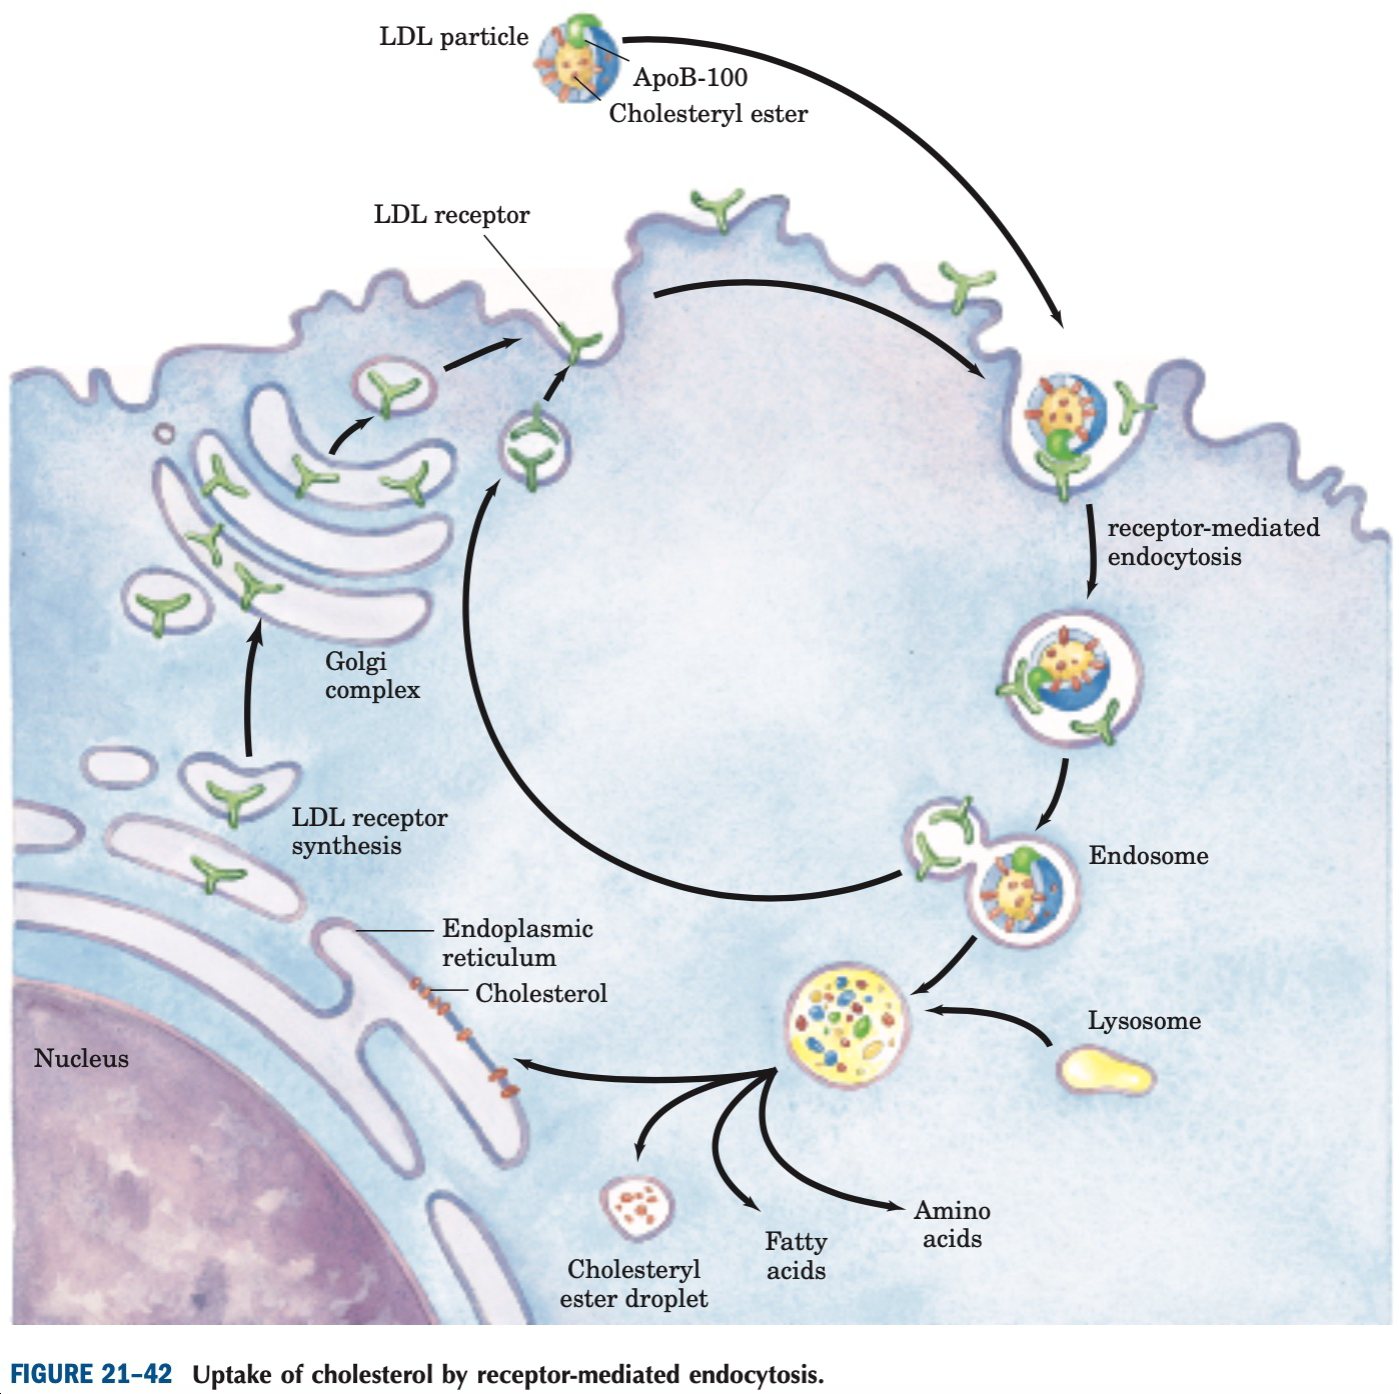 LDL particle
ApoB-100
Cholesteryl ester
LDL receptor
receptor-mediated
endocytosis
Golgi
complex
LDL receptor
synthesis
Endosome
Endoplasmic
reticulum
Cholesterol
Lysosome
Nucleus
Amino
acids
Fatty
acids
Cholesteryl
ester droplet
FIGURE 21–42 Uptake of cholesterol by receptor-mediated endocytosis.